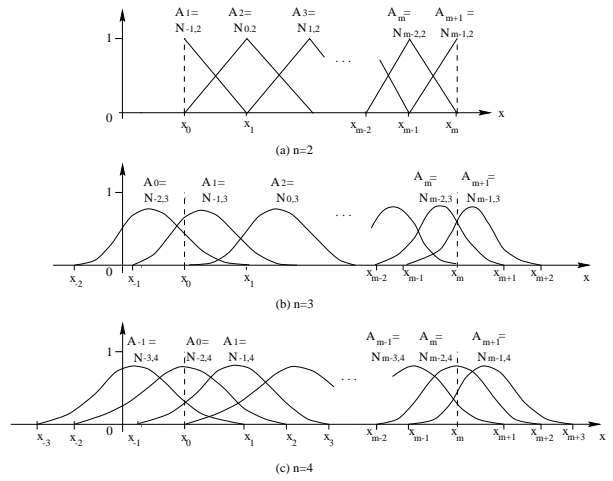 A1= A2= A3= Am= Am+1=
N-1,2 N0.2 N1,2 Nm-2,2 Nm-1,2
1
. . .
0 x
x0 x1 xm-2 xm-1 xm
(a) n=2
A0= A1= A2= Am= Am+1=
1 N-2,3 N-1,3 N0,3 Nm-2,3 Nm-1,3
. . .
0
x-2 x-1 x0 x1 xm-2 xm-1 xm xm+1 xm+2 x
(b) n=3
A-1= A0= A1= Am-1= Am= Am+1=
1 N-3,4 N-2,4 N-1,4 Nm-3,4 Nm-2,4 Nm-1,4
. . .
0
x-3 x-2 x-1 x0 x1 x2 x3 xm-2 xm-1 xm xm+1 xm+2 xm+3 x
(c) n=4